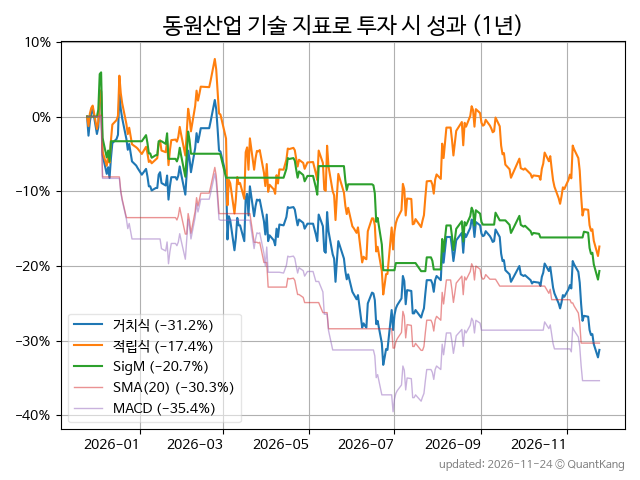 동원산업 기술 지표로 투자 시 성과 (1년)
10%
0%
−10%
−20%
−30%
−40%
거치식 (−31.2%)
적립식 (−17.4%)
SigM (−20.7%)
SMA(20) (−30.3%)
MACD (−35.4%)
2026−01 2026−03 2026−05 2026−07 2026−09 2026−11
updated: 2026−11−24 © QuantKang